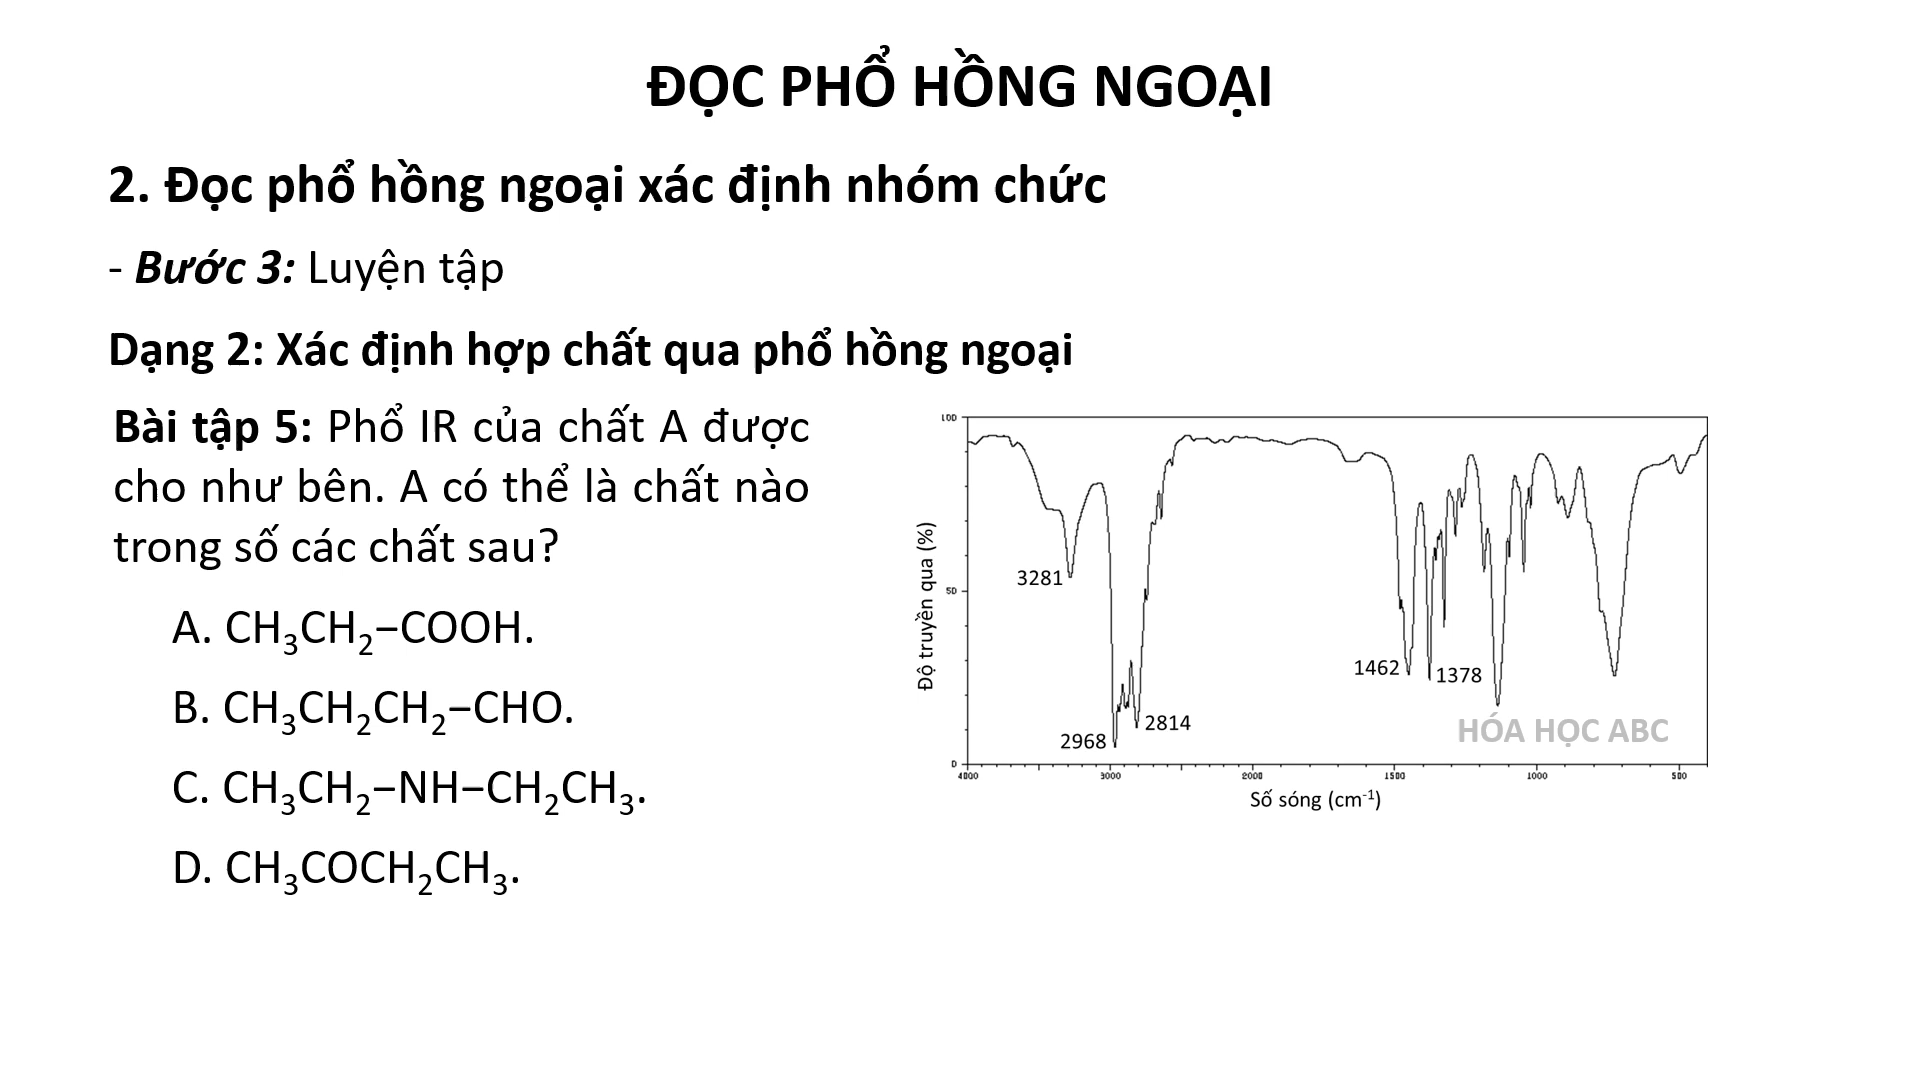 ĐỌC PHỔ HỒNG NGOẠI
2. Đọc phổ hồng ngoại xác định nhóm chức
- Bước 3: Luyện tập
Dạng 2: Xác định hợp chất qua phổ hồng ngoại
Bài tập 5: Phổ IR của chất A được
cho như bên. A có thể là chất nào
trong số các chất sau?
A. CH₃CH₂−COOH.
B. CH₃CH₂CH₂−CHO.
C. CH₃CH₂−NH−CH₂CH₃.
D. CH₃COCH₂CH₃.
100
50
0
Độ truyền qua (%)
3281
2968
2814
1462
1378
HÓA HỌC ABC
4000 3000 2000 1500 1000 500
Số sóng (cm⁻¹)